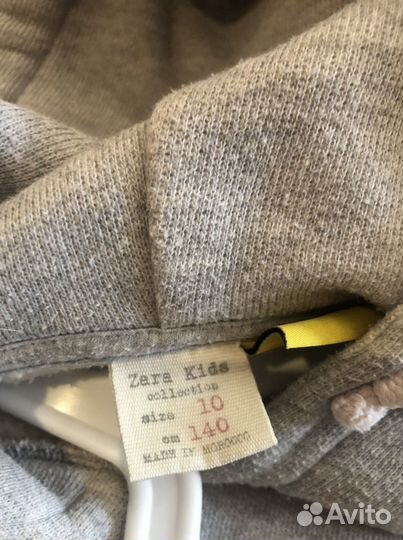 Zara Kids
collection
size 10
cm 140
MADE IN MOROCCO
Avito